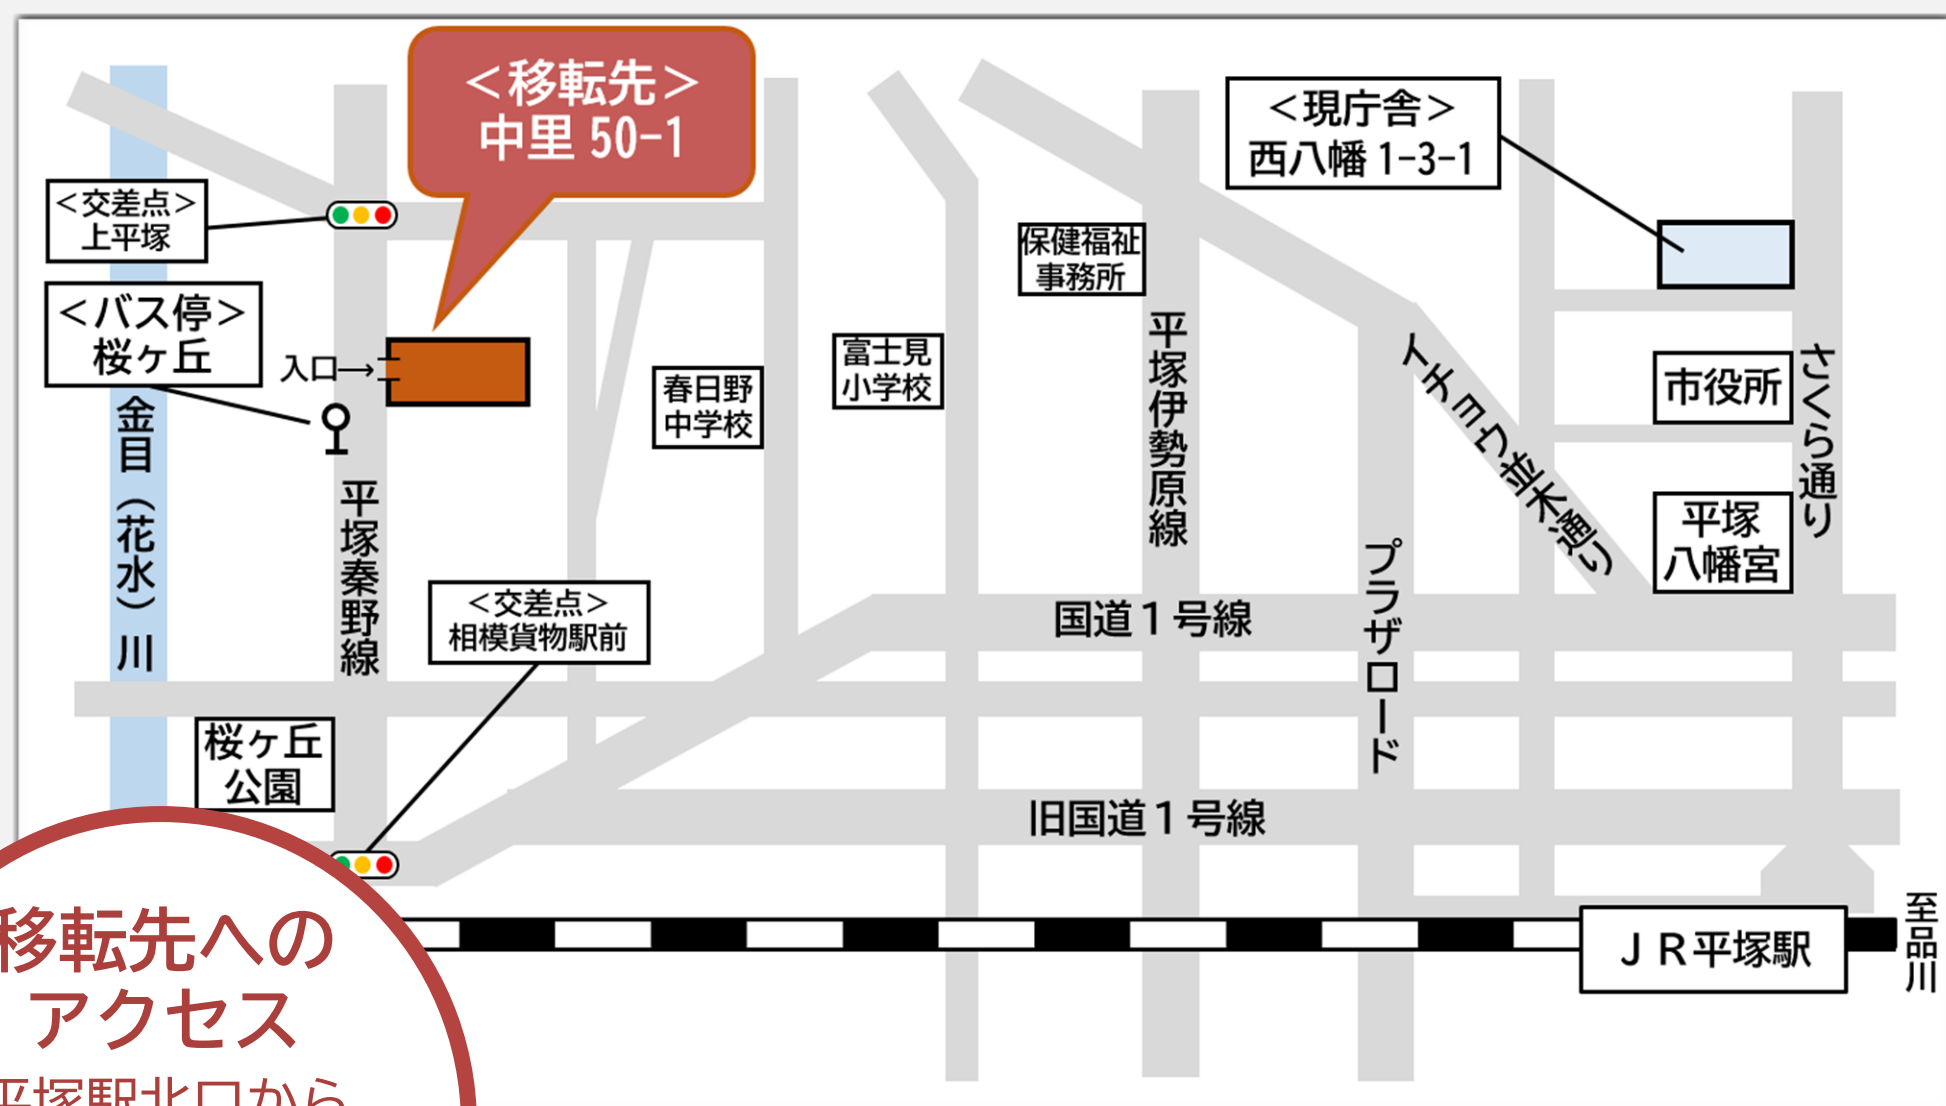 ＜移転先＞
中里 50-1
＜現庁舎＞
西八幡 1-3-1
＜交差点＞
上平塚
保健福祉
事務所
＜バス停＞
桜ヶ丘
入口→
富士見
小学校
春日野
中学校
市役所
平塚
八幡宮
金目（花水）川
平塚秦野線
平塚伊勢原線
イチョウ並木通り
さくら通り
プラザロード
＜交差点＞
相模貨物駅前
国道１号線
桜ヶ丘
公園
旧国道１号線
ＪＲ平塚駅
至品川
移転先への
アクセス
平塚駅北口から